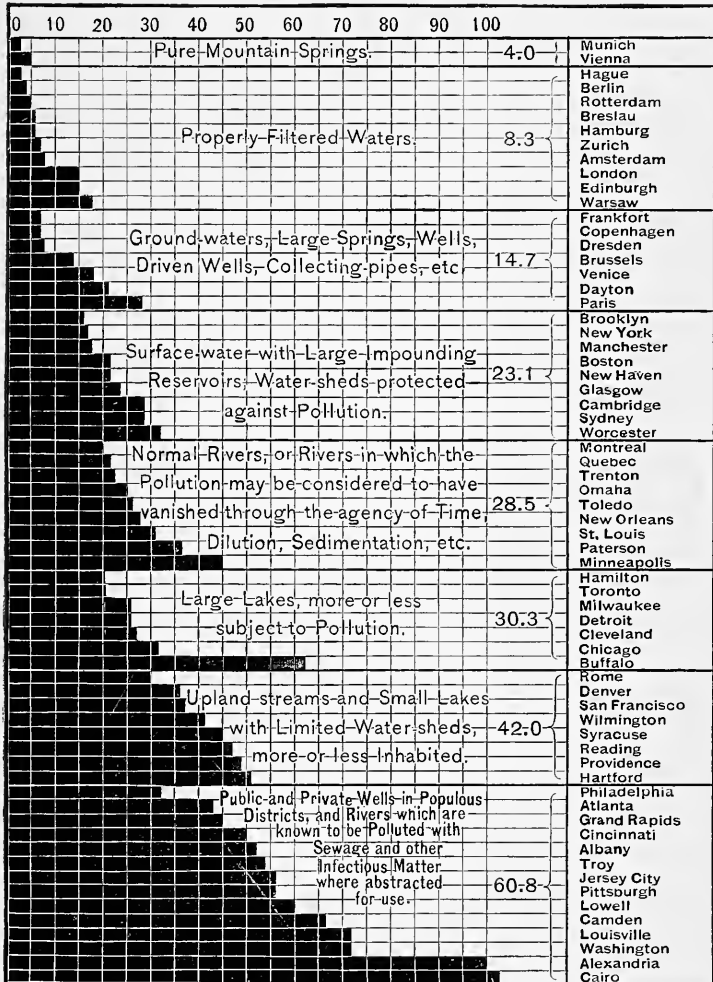 0 10 20 30 40 50 60 70 80 90 100
Pure Mountain Springs. 4.0
Munich
Vienna
Properly Filtered Waters. 8.3
Hague
Berlin
Rotterdam
Breslau
Hamburg
Zurich
Amsterdam
London
Edinburgh
Warsaw
Ground-waters, Large Springs, Wells,
Driven Wells, Collecting-pipes, etc. 14.7
Frankfort
Copenhagen
Dresden
Brussels
Venice
Dayton
Paris
Surface-water with Large Impounding
Reservoirs; Water-sheds protected
against Pollution. 23.1
Brooklyn
New York
Manchester
Boston
New Haven
Glasgow
Cambridge
Sydney
Worcester
Normal Rivers, or Rivers in which the
Pollution may be considered to have
vanished through the agency of Time,
Dilution, Sedimentation, etc. 28.5
Montreal
Quebec
Trenton
Omaha
Toledo
New Orleans
St. Louis
Paterson
Minneapolis
Large Lakes, more or less
subject to Pollution. 30.3
Hamilton
Toronto
Milwaukee
Detroit
Cleveland
Chicago
Buffalo
Upland streams and Small Lakes
with Limited Water-sheds,
more or less Inhabited. 42.0
Rome
Denver
San Francisco
Wilmington
Syracuse
Reading
Providence
Hartford
Public and Private Wells in Populous
Districts, and Rivers which are
known to be Polluted with
Sewage and other
Infectious Matter
where abstracted
for use. 60.8
Philadelphia
Atlanta
Grand Rapids
Cincinnati
Albany
Troy
Jersey City
Pittsburgh
Lowell
Camden
Louisville
Washington
Alexandria
Cairo